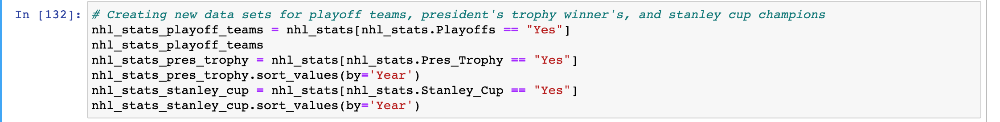 In [132]: # Creating new data sets for playoff teams, president's trophy winner's, and stanley cup champions
nhl_stats_playoff_teams = nhl_stats[nhl_stats.Playoffs == "Yes"]
nhl_stats_playoff_teams
nhl_stats_pres_trophy = nhl_stats[nhl_stats.Pres_Trophy == "Yes"]
nhl_stats_pres_trophy.sort_values(by='Year')
nhl_stats_stanley_cup = nhl_stats[nhl_stats.Stanley_Cup == "Yes"]
nhl_stats_stanley_cup.sort_values(by='Year')